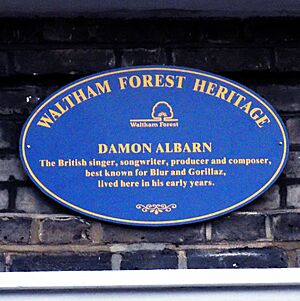 WALTHAM FOREST HERITAGE
Waltham Forest
DAMON ALBARN
The British singer, songwriter, producer and composer,
best known for Blur and Gorillaz,
lived here in his early years.